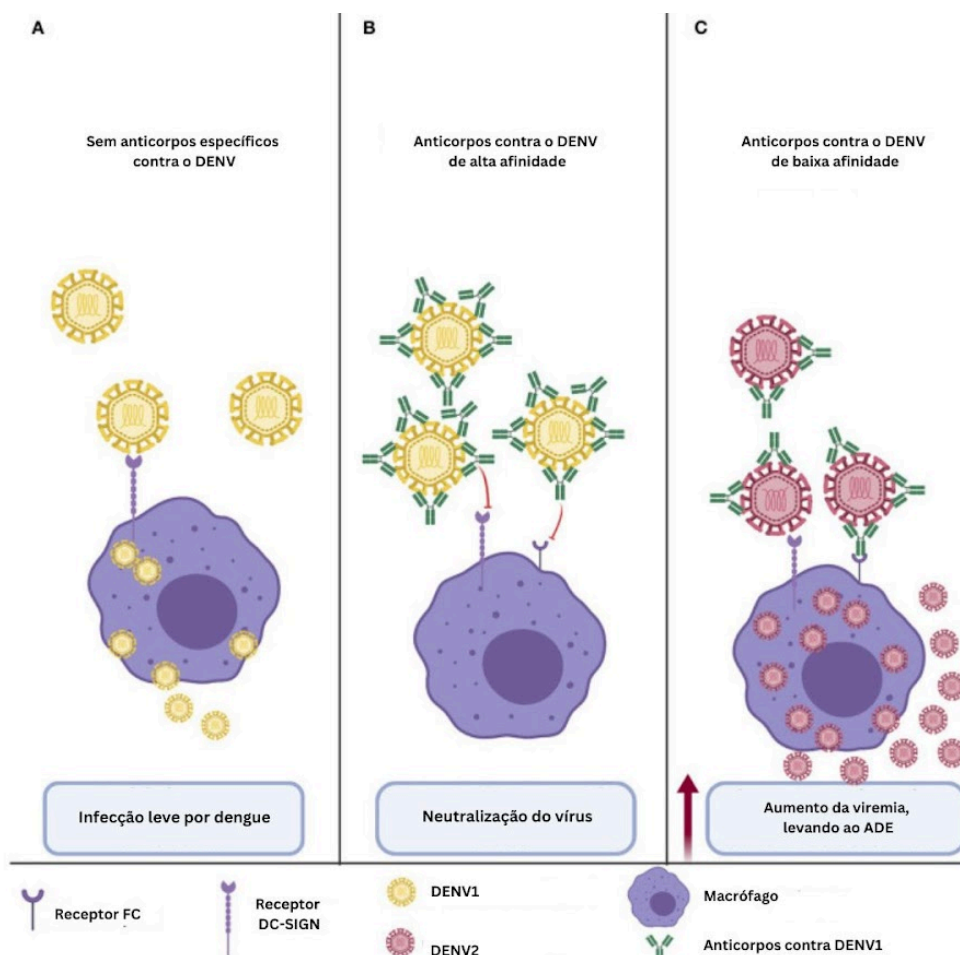 A
B
C
Sem anticorpos específicos
contra o DENV
Anticorpos contra o DENV
de alta afinidade
Anticorpos contra o DENV
de baixa afinidade
Infecção leve por dengue
Neutralização do vírus
Aumento da viremia,
levando ao ADE
Receptor FC
Receptor
DC-SIGN
DENV1
DENV2
Macrófago
Anticorpos contra DENV1